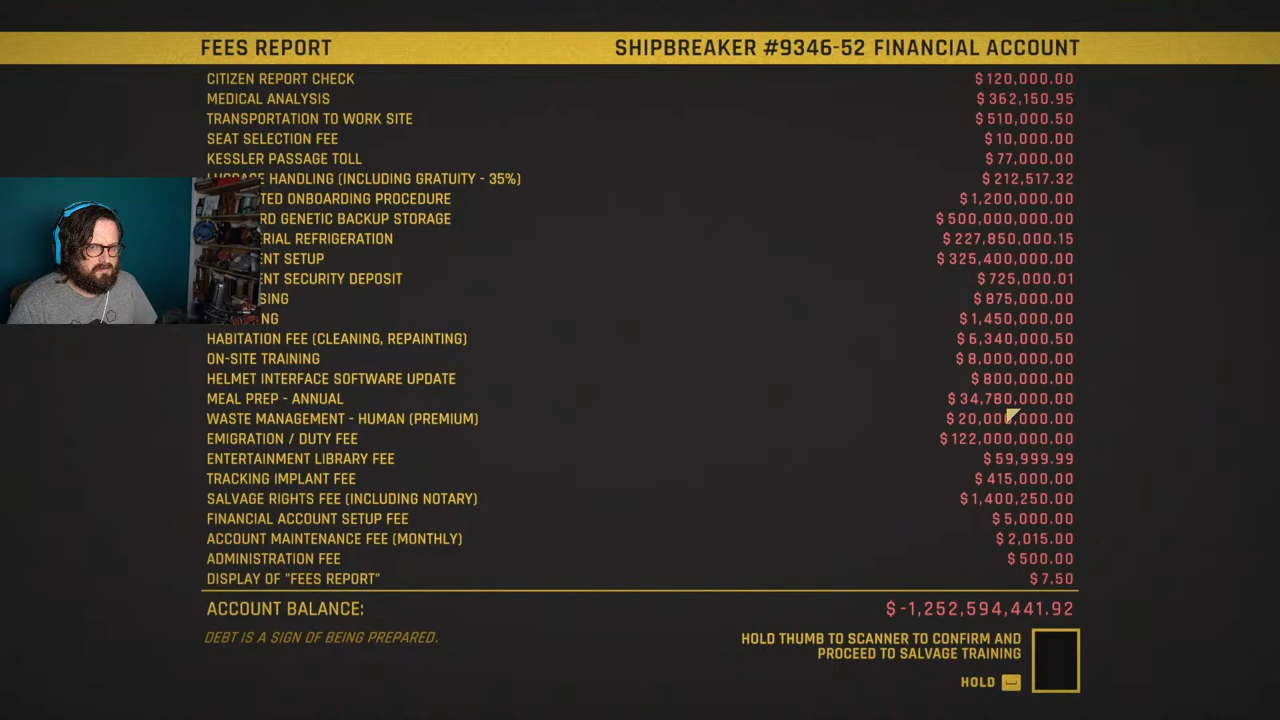 FEES REPORT SHIPBREAKER #9346-52 FINANCIAL ACCOUNT
CITIZEN REPORT CHECK $120,000.00
MEDICAL ANALYSIS $362,150.95
TRANSPORTATION TO WORK SITE $510,000.50
SEAT SELECTION FEE $10,000.00
KESSLER PASSAGE TOLL $77,000.00
LUGGAGE HANDLING (INCLUDING GRATUITY - 35%) $212,517.32
ONBOARDING PROCEDURE $1,200,000.00
GENETIC BACKUP STORAGE $500,000,000.00
REFRIGERATION $227,850,000.15
SETUP $325,400,000.00
SECURITY DEPOSIT $725,000.01
$875,000.00
$1,450,000.00
HABITATION FEE (CLEANING, REPAINTING) $6,340,000.50
ON-SITE TRAINING $8,000,000.00
HELMET INTERFACE SOFTWARE UPDATE $800,000.00
MEAL PREP - ANNUAL $34,780,000.00
WASTE MANAGEMENT - HUMAN (PREMIUM) $20,000,000.00
EMIGRATION / DUTY FEE $122,000,000.00
ENTERTAINMENT LIBRARY FEE $59,999.99
TRACKING IMPLANT FEE $415,000.00
SALVAGE RIGHTS FEE (INCLUDING NOTARY) $1,400,250.00
FINANCIAL ACCOUNT SETUP FEE $5,000.00
ACCOUNT MAINTENANCE FEE (MONTHLY) $2,015.00
ADMINISTRATION FEE $500.00
DISPLAY OF "FEES REPORT" $7.50
ACCOUNT BALANCE: $-1,252,594,441.92
DEBT IS A SIGN OF BEING PREPARED.
HOLD THUMB TO SCANNER TO CONFIRM AND
PROCEED TO SALVAGE TRAINING
HOLD